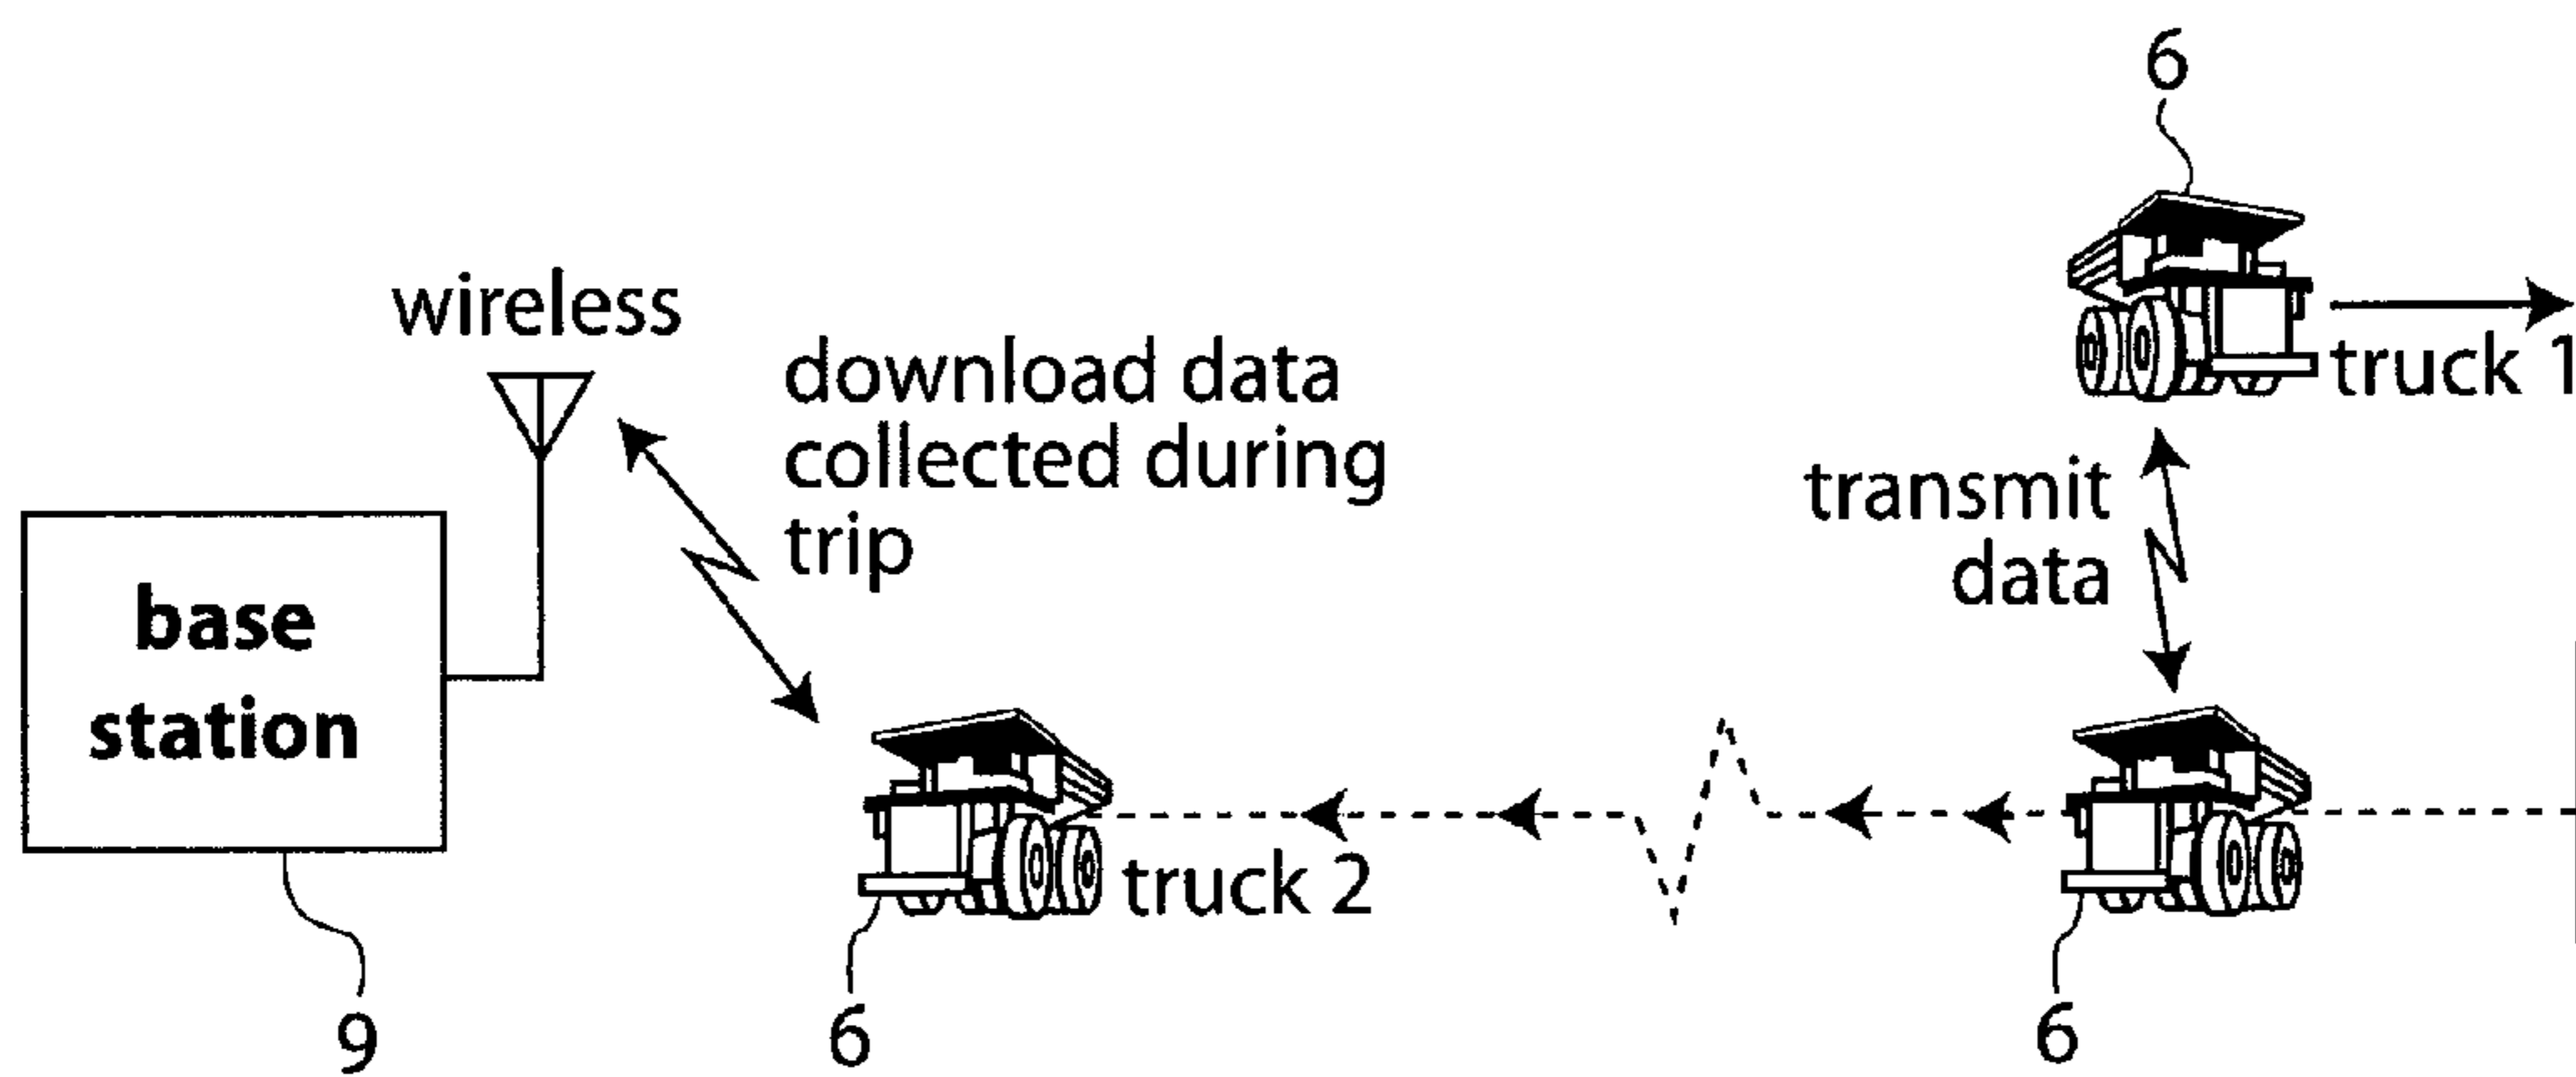 6
wireless
download data
collected during
trip
truck 1
transmit
data
base
station
truck 2
9
6
6